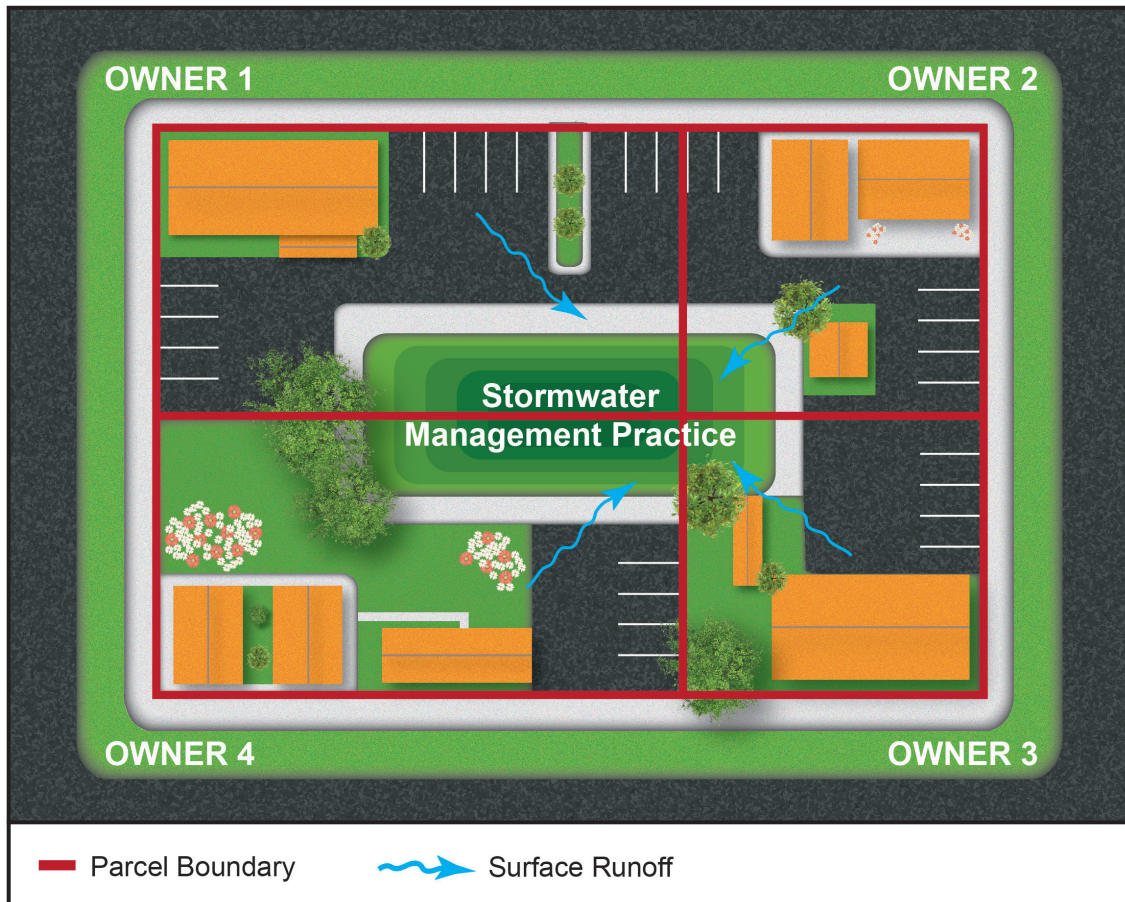 OWNER 1
OWNER 2
Stormwater
Management Practice
OWNER 4
OWNER 3
Parcel Boundary
Surface Runoff